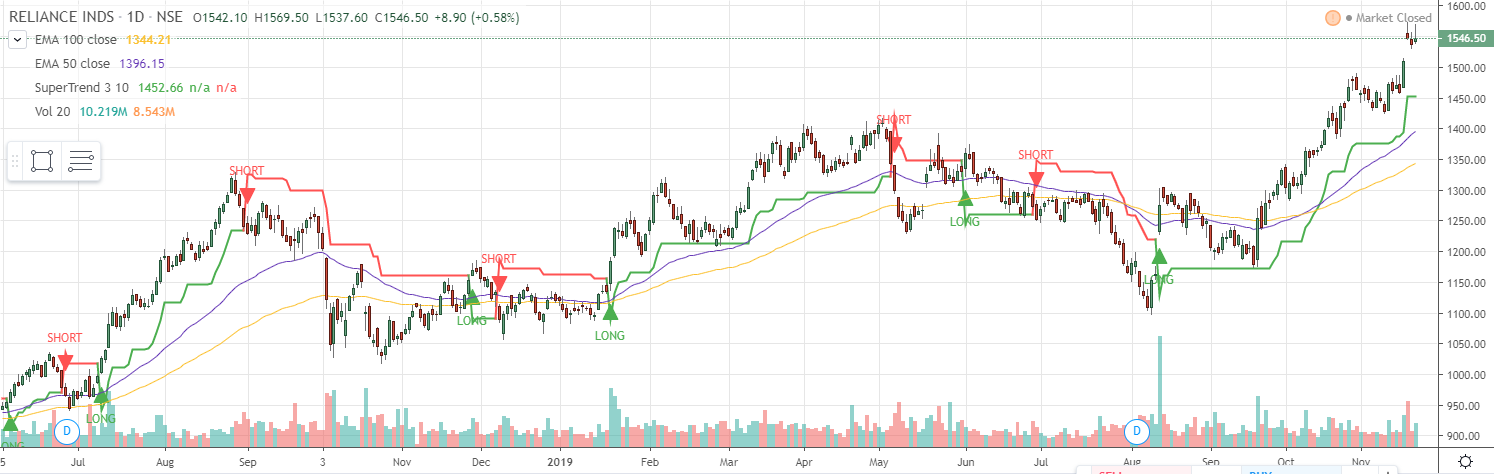 RELIANCE INDS · 1D · NSE O1542.10 H1569.50 L1537.60 C1546.50 +8.90 (+0.58%)
Market Closed
EMA 100 close 1344.21
EMA 50 close 1396.15
SuperTrend 3 10 1452.66 n/a n/a
Vol 20 10.219M 8.543M
1600.00
1546.50
1500.00
1450.00
1400.00
1350.00
1300.00
1250.00
1200.00
1150.00
1100.00
1050.00
1000.00
950.00
900.00
SHORT
SHORT
SHORT
SHORT
SHORT
LONG
LONG
LONG
LONG
LONG
D
D
5 Jul Aug Sep 3 Nov Dec 2019 Feb Mar Apr May Jun Jul Aug Sep Oct Nov